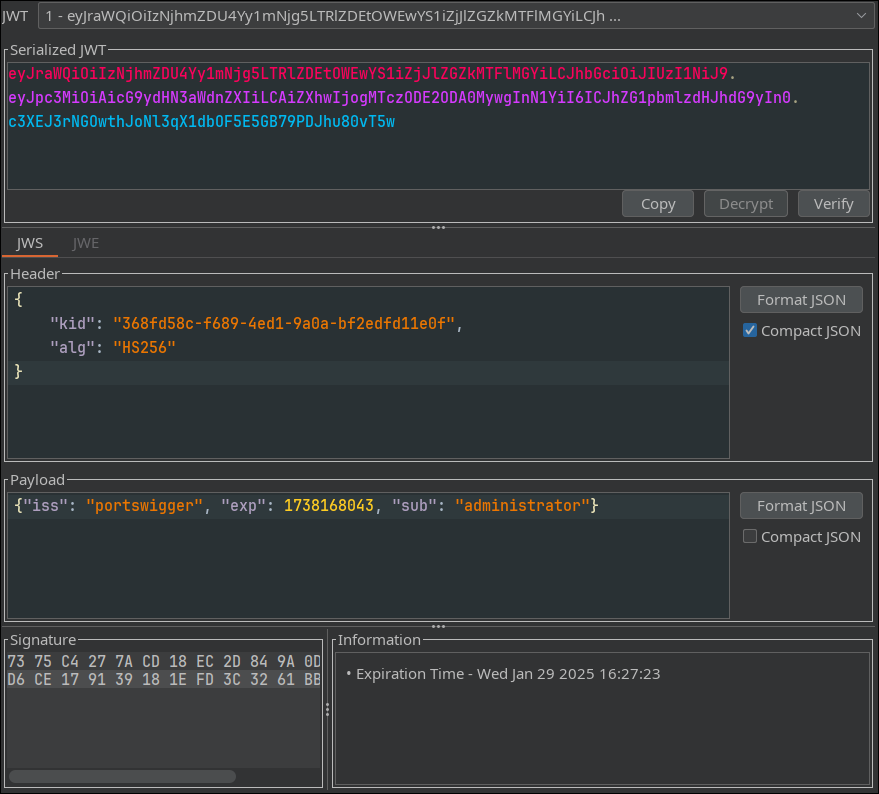 JWT 1 - eyJraWQiOiIzNjhmZDU4Yy1mNjg5LTRlZDEtOWEwYS1iZjJlZGZkMTFlMGYiLCJh ...
Serialized JWT
eyJraWQiOiIzNjhmZDU4Yy1mNjg5LTRlZDEtOWEwYS1iZjJlZGZkMTFlMGYiLCJhbGciOiJIUzI1NiJ9.
eyJpc3MiOiAicG9ydHN3aWdnZXIiLCAiZXhwIjogMTczODE2ODA0MywgInN1YiI6ICJhZG1pbmlzdHJhdG9yIn0.
c3XEJ3rNGOwthJoNl3qX1dbOF5E5GB79PDJhu80vT5w
Copy Decrypt Verify
JWS JWE
Header
{
"kid": "368fd58c-f689-4ed1-9a0a-bf2edfd11e0f",
"alg": "HS256"
}
Format JSON
Compact JSON
Payload
{"iss": "portswigger", "exp": 1738168043, "sub": "administrator"}
Format JSON
Compact JSON
Signature
73 75 C4 27 7A CD 18 EC 2D 84 9A 0D
D6 CE 17 91 39 18 1E FD 3C 32 61 BB
Information
• Expiration Time - Wed Jan 29 2025 16:27:23